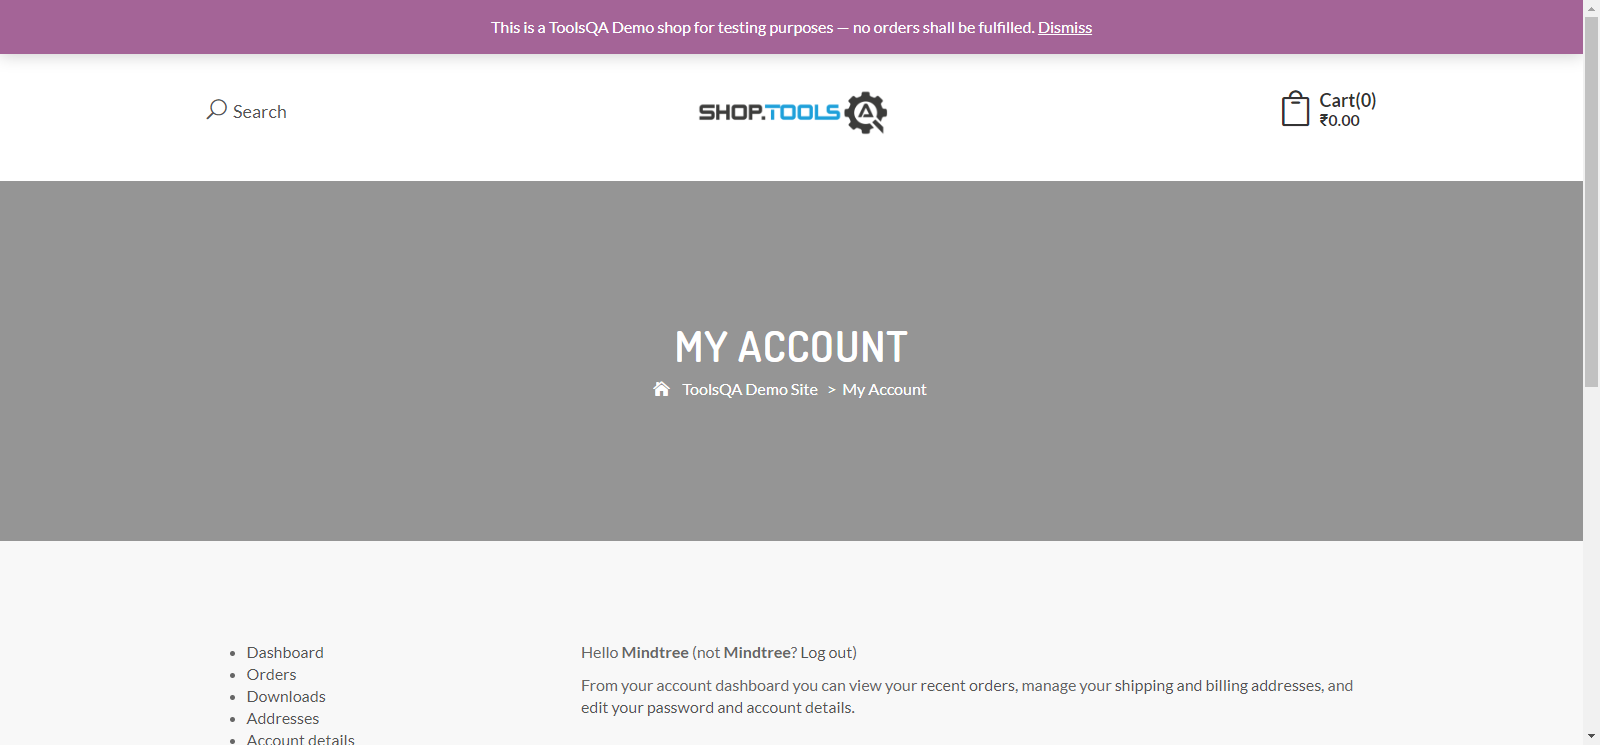 This is a ToolsQA Demo shop for testing purposes — no orders shall be fulfilled. Dismiss
Search
SHOP.TOOLS QA
Cart(0)
₹0.00
MY ACCOUNT
ToolsQA Demo Site > My Account
Dashboard
Orders
Downloads
Addresses
Account details
Hello Mindtree (not Mindtree? Log out)
From your account dashboard you can view your recent orders, manage your shipping and billing addresses, and
edit your password and account details.